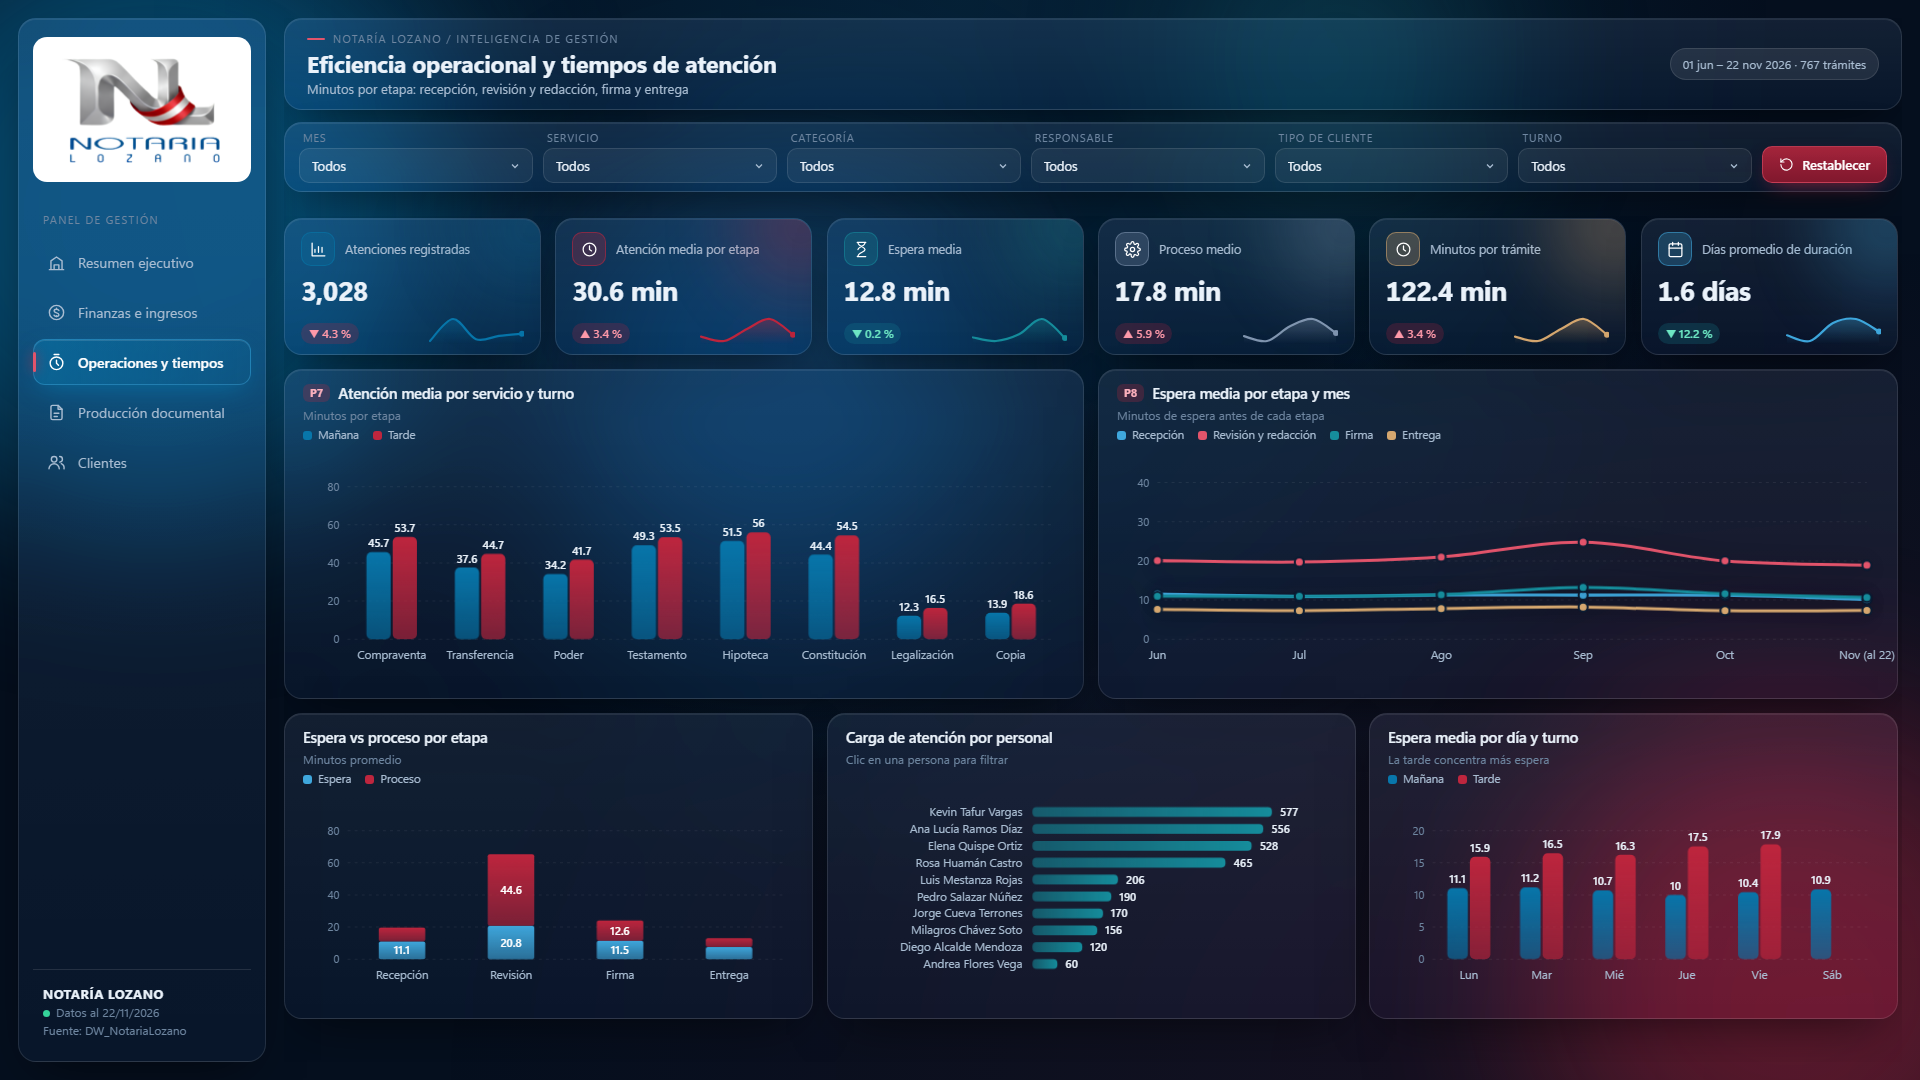 NOTARIA
LOZANO
PANEL DE GESTIÓN
Resumen ejecutivo
Finanzas e ingresos
Operaciones y tiempos
Producción documental
Clientes
NOTARÍA LOZANO
Datos al 22/11/2026
Fuente: DW_NotariaLozano
NOTARÍA LOZANO / INTELIGENCIA DE GESTIÓN
Eficiencia operacional y tiempos de atención
Minutos por etapa: recepción, revisión y redacción, firma y entrega
01 jun – 22 nov 2026 · 767 trámites
MES SERVICIO CATEGORÍA RESPONSABLE TIPO DE CLIENTE TURNO
Todos Todos Todos Todos Todos Todos Restablecer
Atenciones registradas
3,028
▼ 4.3 %
Atención media por etapa
30.6 min
▲ 3.4 %
Espera media
12.8 min
▼ 0.2 %
Proceso medio
17.8 min
▲ 5.9 %
Minutos por trámite
122.4 min
▲ 3.4 %
Días promedio de duración
1.6 días
▼ 12.2 %
P7 Atención media por servicio y turno
Minutos por etapa
Mañana Tarde
80
60
40
20
0
45.7 53.7 37.6 44.7 34.2 41.7 49.3 53.5 51.5 56 44.4 54.5 12.3 16.5 13.9 18.6
Compraventa Transferencia Poder Testamento Hipoteca Constitución Legalización Copia
P8 Espera media por etapa y mes
Minutos de espera antes de cada etapa
Recepción Revisión y redacción Firma Entrega
40
30
20
10
0
Jun Jul Ago Sep Oct Nov (al 22)
Espera vs proceso por etapa
Minutos promedio
Espera Proceso
80
60
40
20
0
44.6 12.6
11.1 20.8 11.5
Recepción Revisión Firma Entrega
Carga de atención por personal
Clic en una persona para filtrar
Kevin Tafur Vargas 577
Ana Lucía Ramos Díaz 556
Elena Quispe Ortiz 528
Rosa Huamán Castro 465
Luis Mestanza Rojas 206
Pedro Salazar Núñez 190
Jorge Cueva Terrones 170
Milagros Chávez Soto 156
Diego Alcalde Mendoza 120
Andrea Flores Vega 60
Espera media por día y turno
La tarde concentra más espera
Mañana Tarde
20
15
10
5
0
11.1 15.9 11.2 16.5 10.7 16.3 10 17.5 10.4 17.9 10.9
Lun Mar Mié Jue Vie Sáb